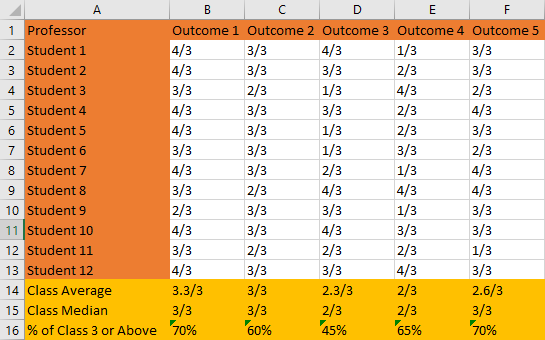 A B C D E F
1 Professor Outcome 1 Outcome 2 Outcome 3 Outcome 4 Outcome 5
2 Student 1 4/3 3/3 4/3 1/3 3/3
3 Student 2 4/3 3/3 3/3 2/3 3/3
4 Student 3 3/3 2/3 1/3 4/3 2/3
5 Student 4 4/3 3/3 3/3 2/3 4/3
6 Student 5 4/3 3/3 1/3 2/3 3/3
7 Student 6 3/3 3/3 1/3 3/3 2/3
8 Student 7 4/3 3/3 2/3 1/3 4/3
9 Student 8 3/3 2/3 4/3 4/3 4/3
10 Student 9 2/3 3/3 3/3 1/3 3/3
11 Student 10 4/3 3/3 4/3 3/3 3/3
12 Student 11 3/3 2/3 2/3 2/3 1/3
13 Student 12 4/3 3/3 3/3 4/3 3/3
14 Class Average 3.3/3 3/3 2.3/3 2/3 2.6/3
15 Class Median 3/3 3/3 2/3 2/3 3/3
16 % of Class 3 or Above 70% 60% 45% 65% 70%